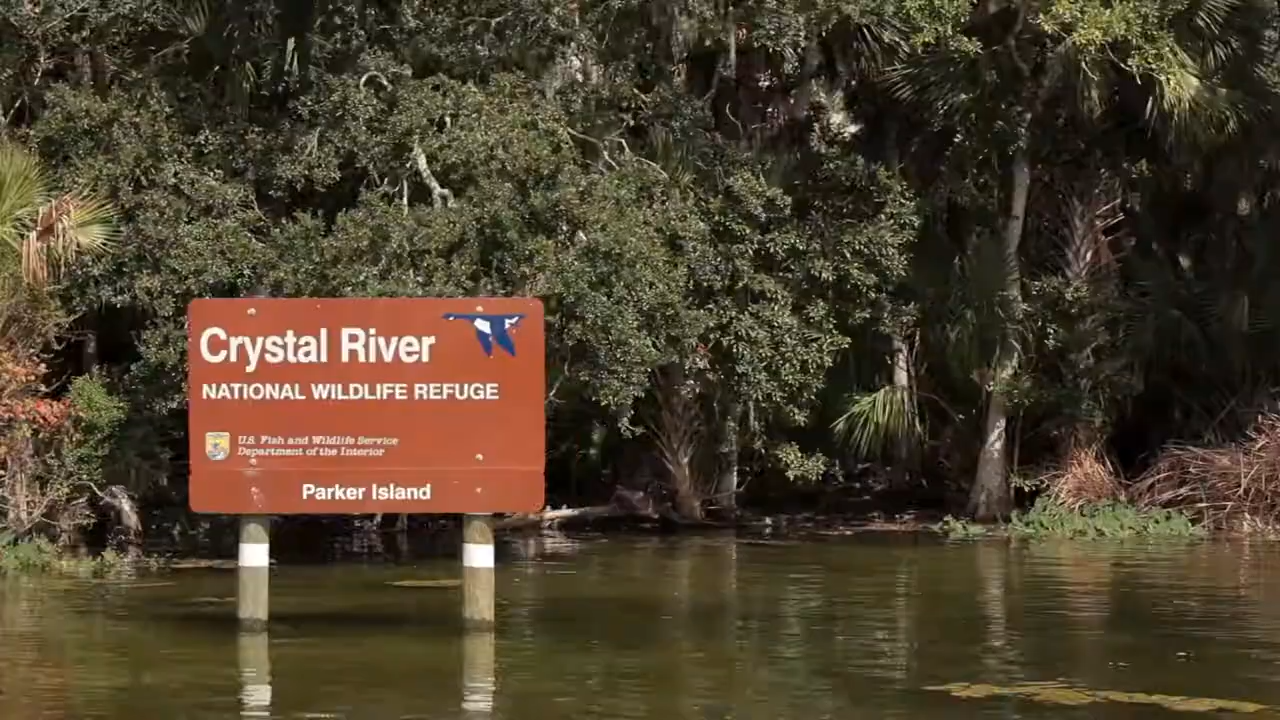 Crystal River
NATIONAL WILDLIFE REFUGE
U.S. Fish and Wildlife Service
Department of the Interior
Parker Island